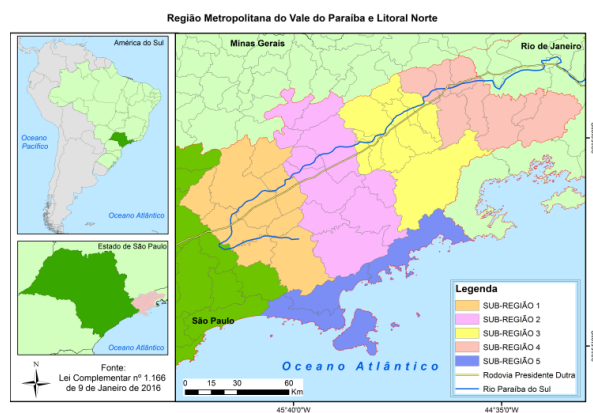 Região Metropolitana do Vale do Paraíba e Litoral Norte
América do Sul
Oceano
Pacífico
Oceano Atlântico
Estado de São Paulo
Oceano Atlântico
N
Fonte:
Lei Complementar nº 1.166
de 9 de Janeiro de 2016
Minas Gerais
Rio de Janeiro
São Paulo
Oceano Atlântico
0 15 30 60
Km
Legenda
SUB-REGIÃO 1
SUB-REGIÃO 2
SUB-REGIÃO 3
SUB-REGIÃO 4
SUB-REGIÃO 5
Rodovia Presidente Dutra
Rio Paraíba do Sul
45°40'0"W
44°35'0"W